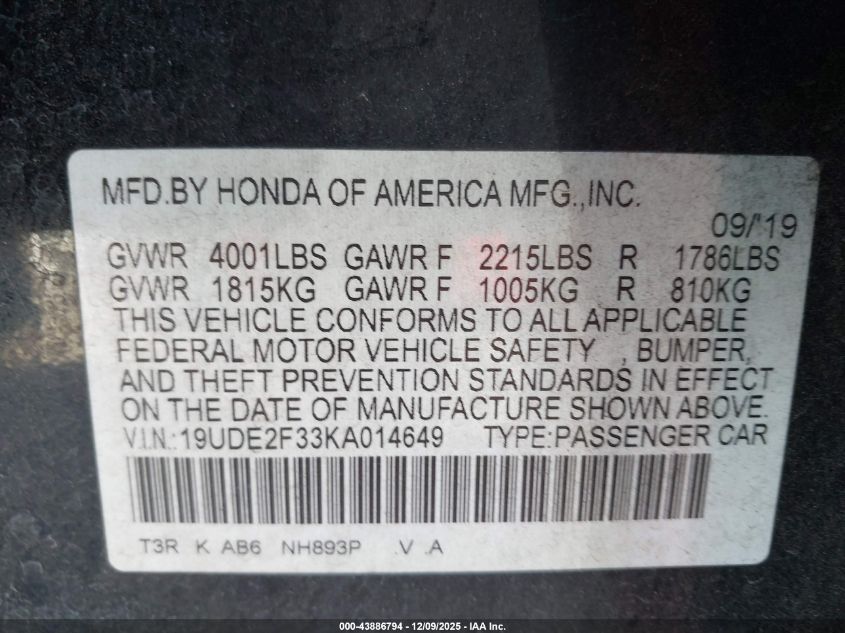 MFD.BY HONDA OF AMERICA MFG.,INC.
09/'19
GVWR 4001LBS GAWR F 2215LBS R 1786LBS
GVWR 1815KG GAWR F 1005KG R 810KG
THIS VEHICLE CONFORMS TO ALL APPLICABLE
FEDERAL MOTOR VEHICLE SAFETY , BUMPER,
AND THEFT PREVENTION STANDARDS IN EFFECT
ON THE DATE OF MANUFACTURE SHOWN ABOVE.
V.I.N.:19UDE2F33KA014649 TYPE:PASSENGER CAR
T3R K AB6 NH893P .V .A
000-43886794 - 12/09/2025 - IAA Inc.